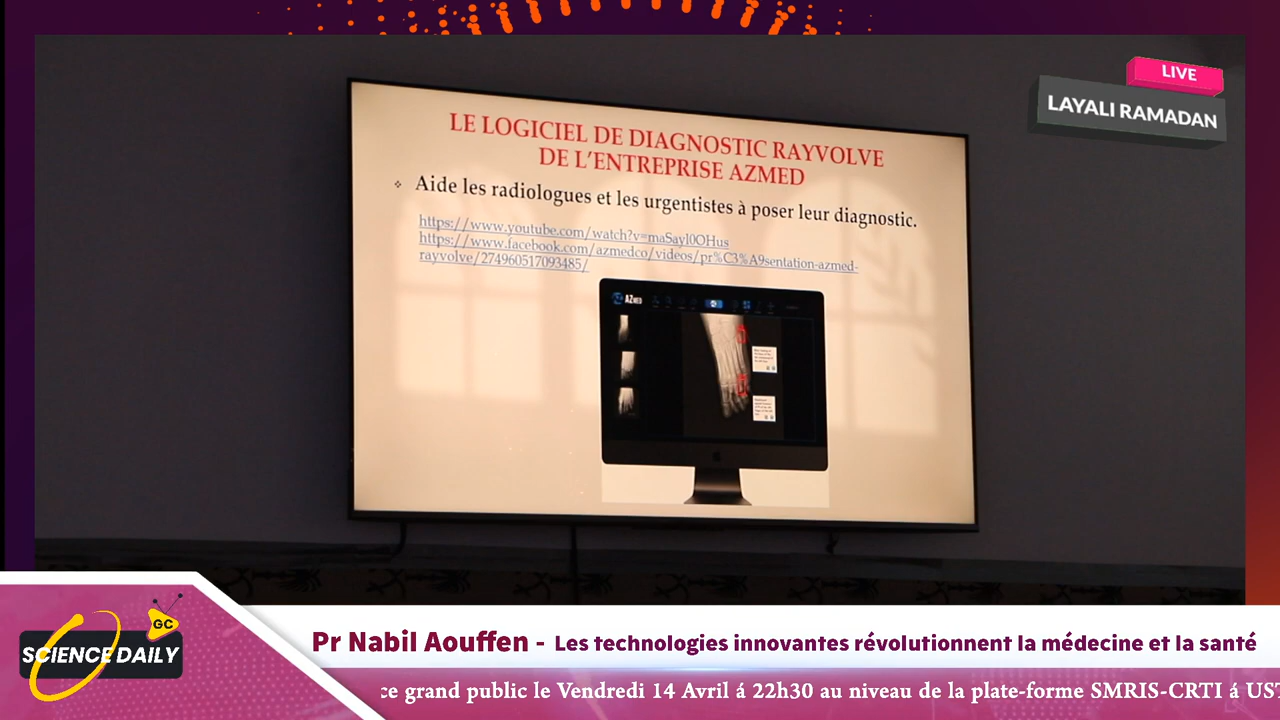 LIVE
LAYALI RAMADAN
LE LOGICIEL DE DIAGNOSTIC RAYVOLVE
DE L'ENTREPRISE AZMED
Aide les radiologues et les urgentistes à poser leur diagnostic.
https://www.youtube.com/watch?v=maSayl0OHus
https://www.facebook.com/azmedco/videos/pr%C3%A9sentation-azmed-
rayvolve/274960517093485/
AZMED
GC
SCIENCE DAILY
Pr Nabil Aouffen - Les technologies innovantes révolutionnent la médecine et la santé
ce grand public le Vendredi 14 Avril á 22h30 au niveau de la plate-forme SMRIS-CRTI á UST